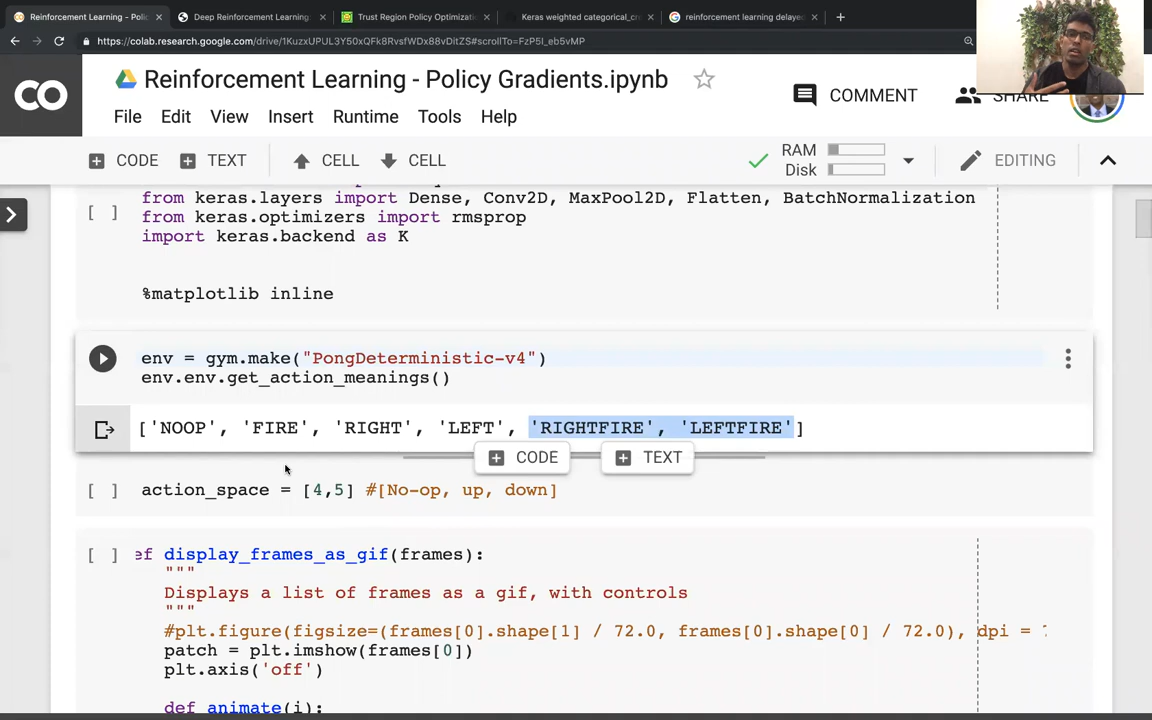 Reinforcement Learning - Polic
Deep Reinforcement Learning:
Trust Region Policy Optimizatio
Keras weighted categorical_cro
reinforcement learning delayed
https://colab.research.google.com/drive/1KuzxUPUL3Y50xQFk8RvsfWDx88vDitZS#scrollTo=FzP5I_eb5vMP
CO
Reinforcement Learning - Policy Gradients.ipynb
COMMENT
SHARE
File Edit View Insert Runtime Tools Help
CODE TEXT CELL CELL
RAM
Disk
EDITING
from keras.layers import Dense, Conv2D, MaxPool2D, Flatten, BatchNormalization
[ ] from keras.optimizers import rmsprop
import keras.backend as K
%matplotlib inline
env = gym.make("PongDeterministic-v4")
env.env.get_action_meanings()
['NOOP', 'FIRE', 'RIGHT', 'LEFT', 'RIGHTFIRE', 'LEFTFIRE']
CODE TEXT
[ ] action_space = [4,5] #[No-op, up, down]
[ ] ef display_frames_as_gif(frames):
"""
Displays a list of frames as a gif, with controls
"""
#plt.figure(figsize=(frames[0].shape[1] / 72.0, frames[0].shape[0] / 72.0), dpi =
patch = plt.imshow(frames[0])
plt.axis('off')
def animate(i):